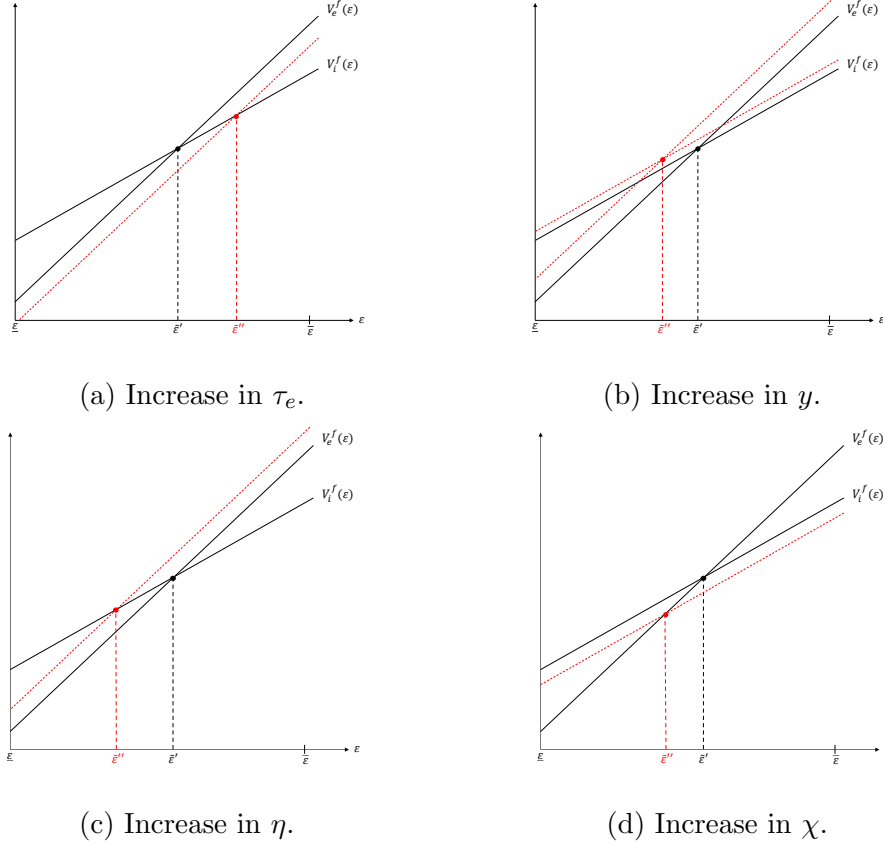 V_e^f(ε)
V_i^f(ε)
ε
ε̃′
ε̃″
ε̅
ε
(a) Increase in τ_e.
V_e^f(ε)
V_i^f(ε)
ε
ε̃″
ε̃′
ε̅
ε
(b) Increase in y.
V_e^f(ε)
V_i^f(ε)
ε
ε̃″
ε̃′
ε̅
ε
(c) Increase in η.
V_e^f(ε)
V_i^f(ε)
ε
ε̃″
ε̃′
ε̅
ε
(d) Increase in χ.